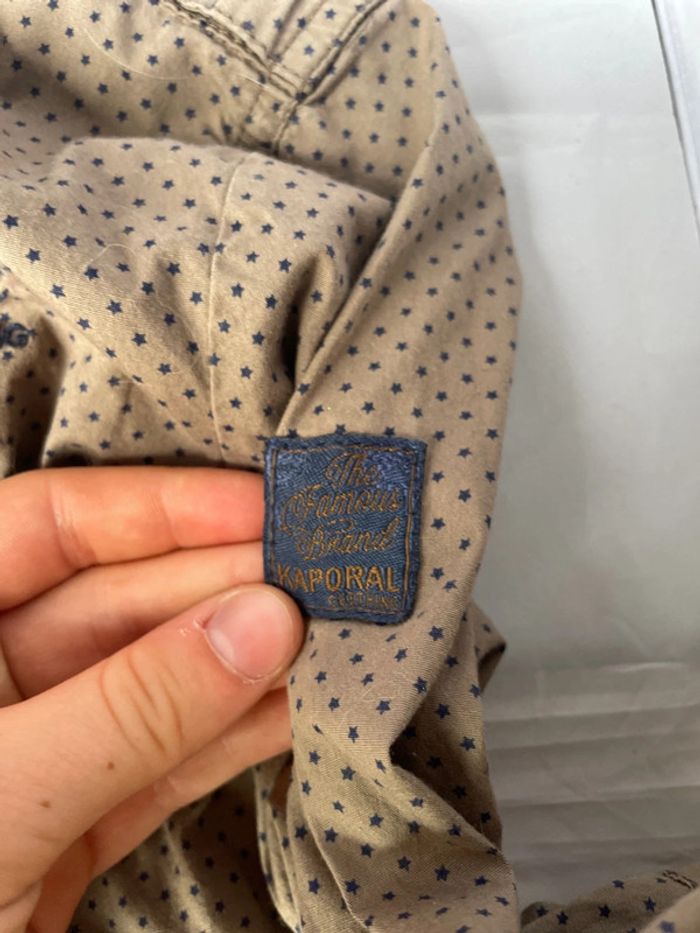 The
Famous
Brand
KAPORAL
CLOTHING